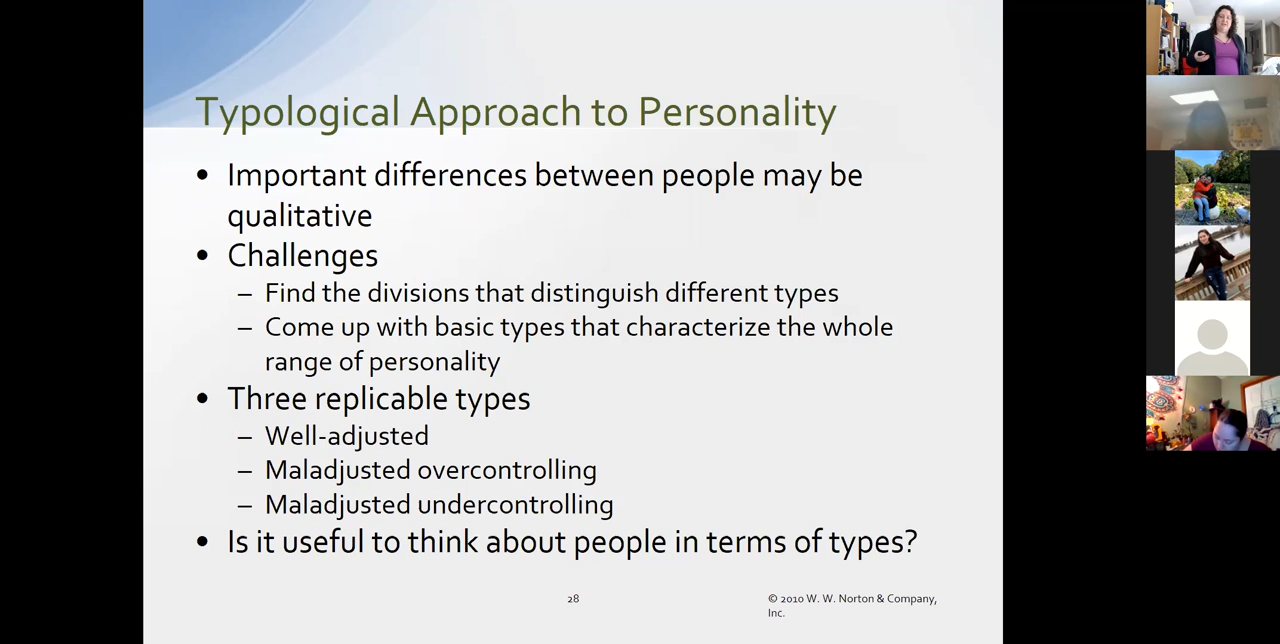 Typological Approach to Personality
• Important differences between people may be
qualitative
• Challenges
– Find the divisions that distinguish different types
– Come up with basic types that characterize the whole
range of personality
• Three replicable types
– Well-adjusted
– Maladjusted overcontrolling
– Maladjusted undercontrolling
• Is it useful to think about people in terms of types?
28
© 2010 W. W. Norton & Company,
Inc.